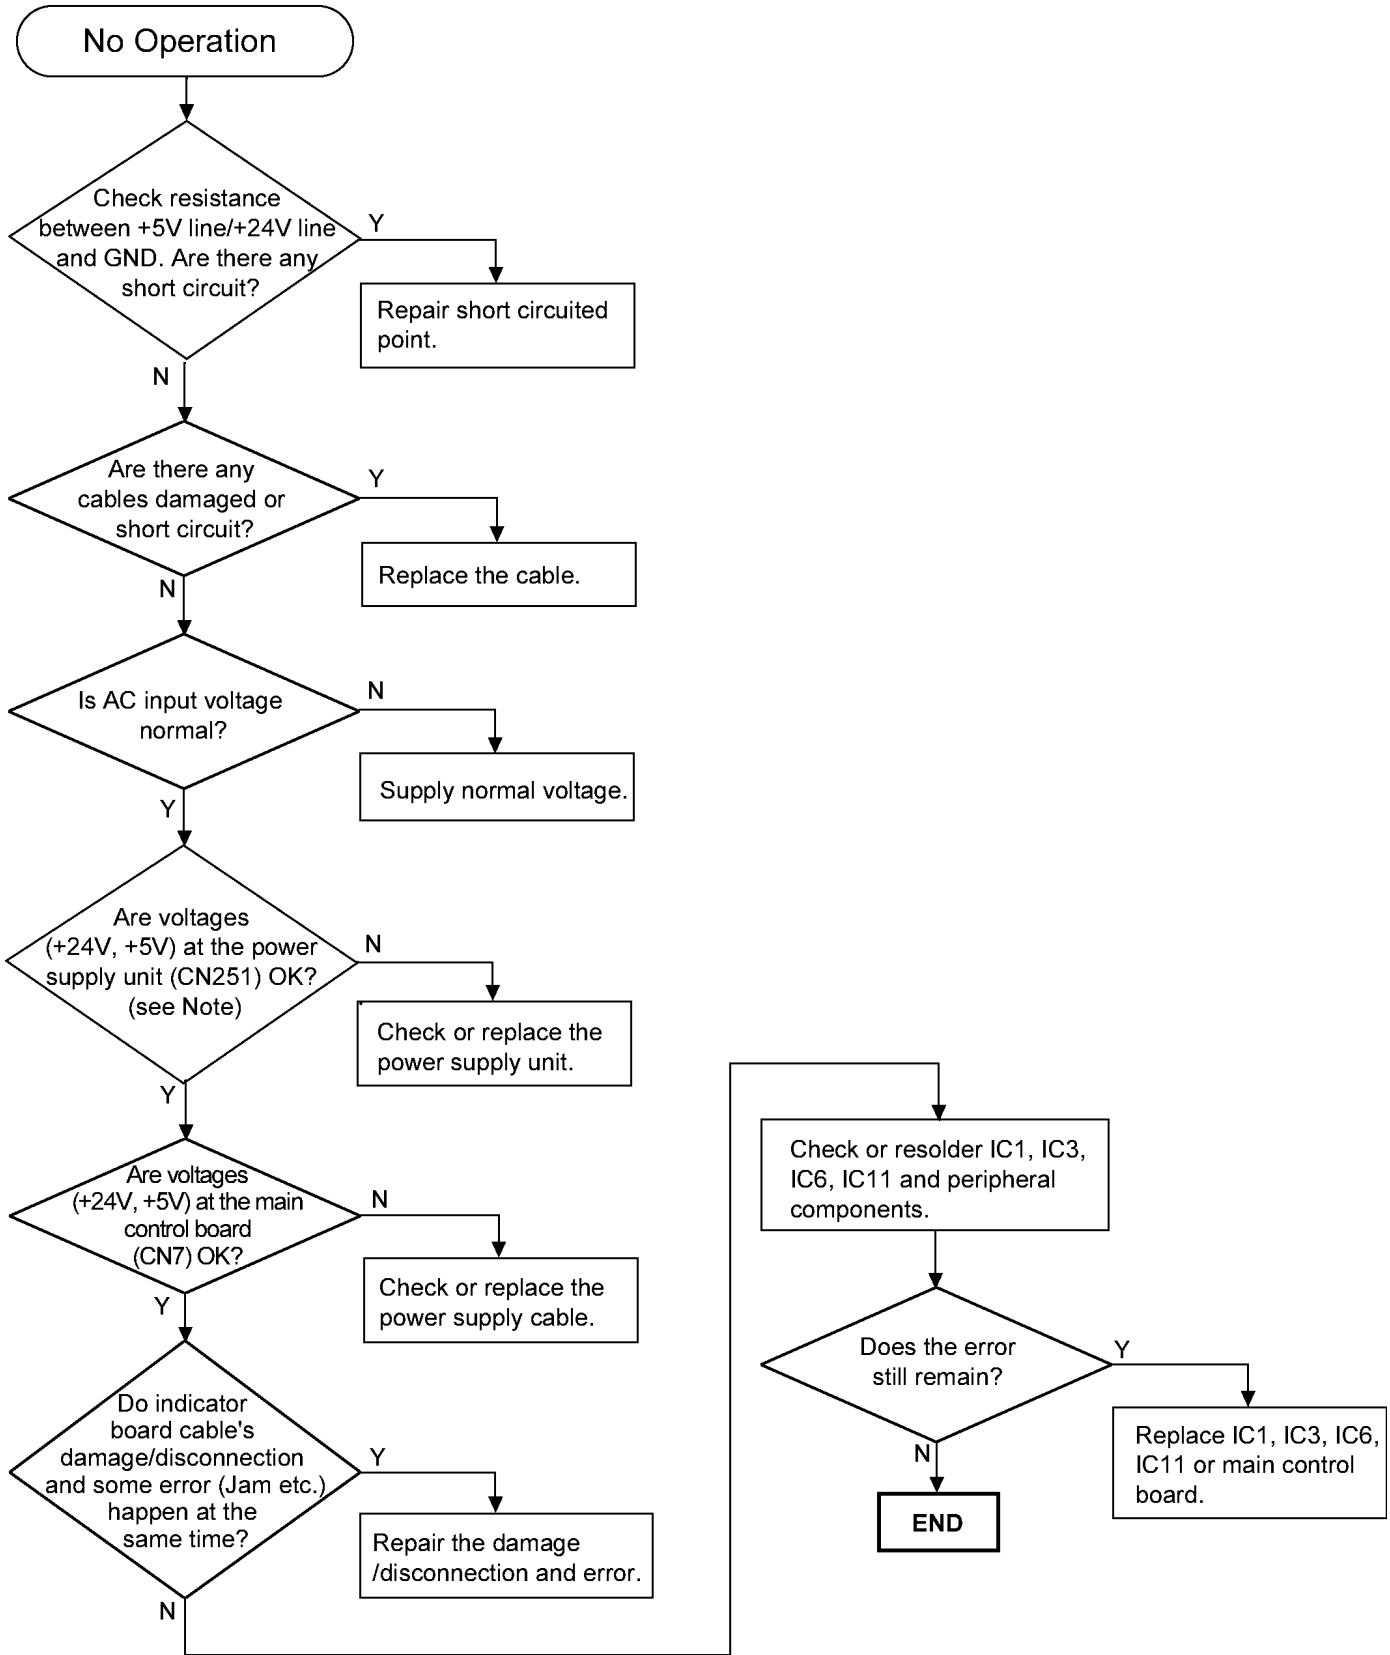 No Operation
Check resistance
between +5V line/+24V line
and GND. Are there any
short circuit?
Y
Repair short circuited
point.
N
Are there any
cables damaged or
short circuit?
Y
Replace the cable.
N
Is AC input voltage
normal?
N
Supply normal voltage.
Y
Are voltages
(+24V, +5V) at the power
supply unit (CN251) OK?
(see Note)
N
Check or replace the
power supply unit.
Y
Are voltages
(+24V, +5V) at the main
control board
(CN7) OK?
N
Check or replace the
power supply cable.
Y
Do indicator
board cable's
damage/disconnection
and some error (Jam etc.)
happen at the
same time?
Y
Repair the damage
/disconnection and error.
N
Check or resolder IC1, IC3,
IC6, IC11 and peripheral
components.
Does the error
still remain?
Y
Replace IC1, IC3, IC6,
IC11 or main control
board.
N
END